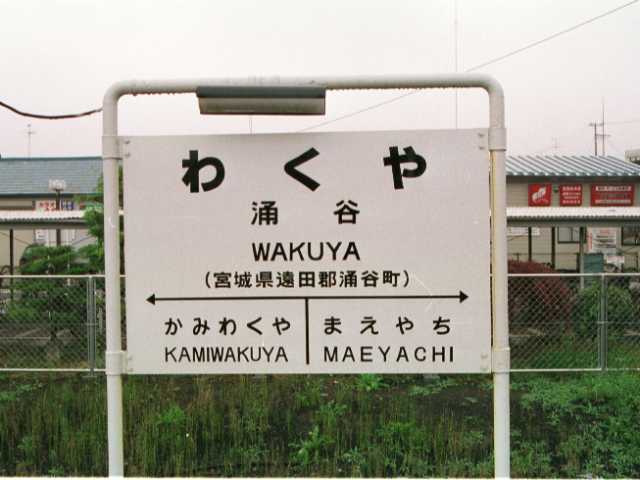 わくや
涌谷
WAKUYA
(宮城県遠田郡涌谷町)
かみわくや まえやち
KAMIWAKUYA MAEYACHI